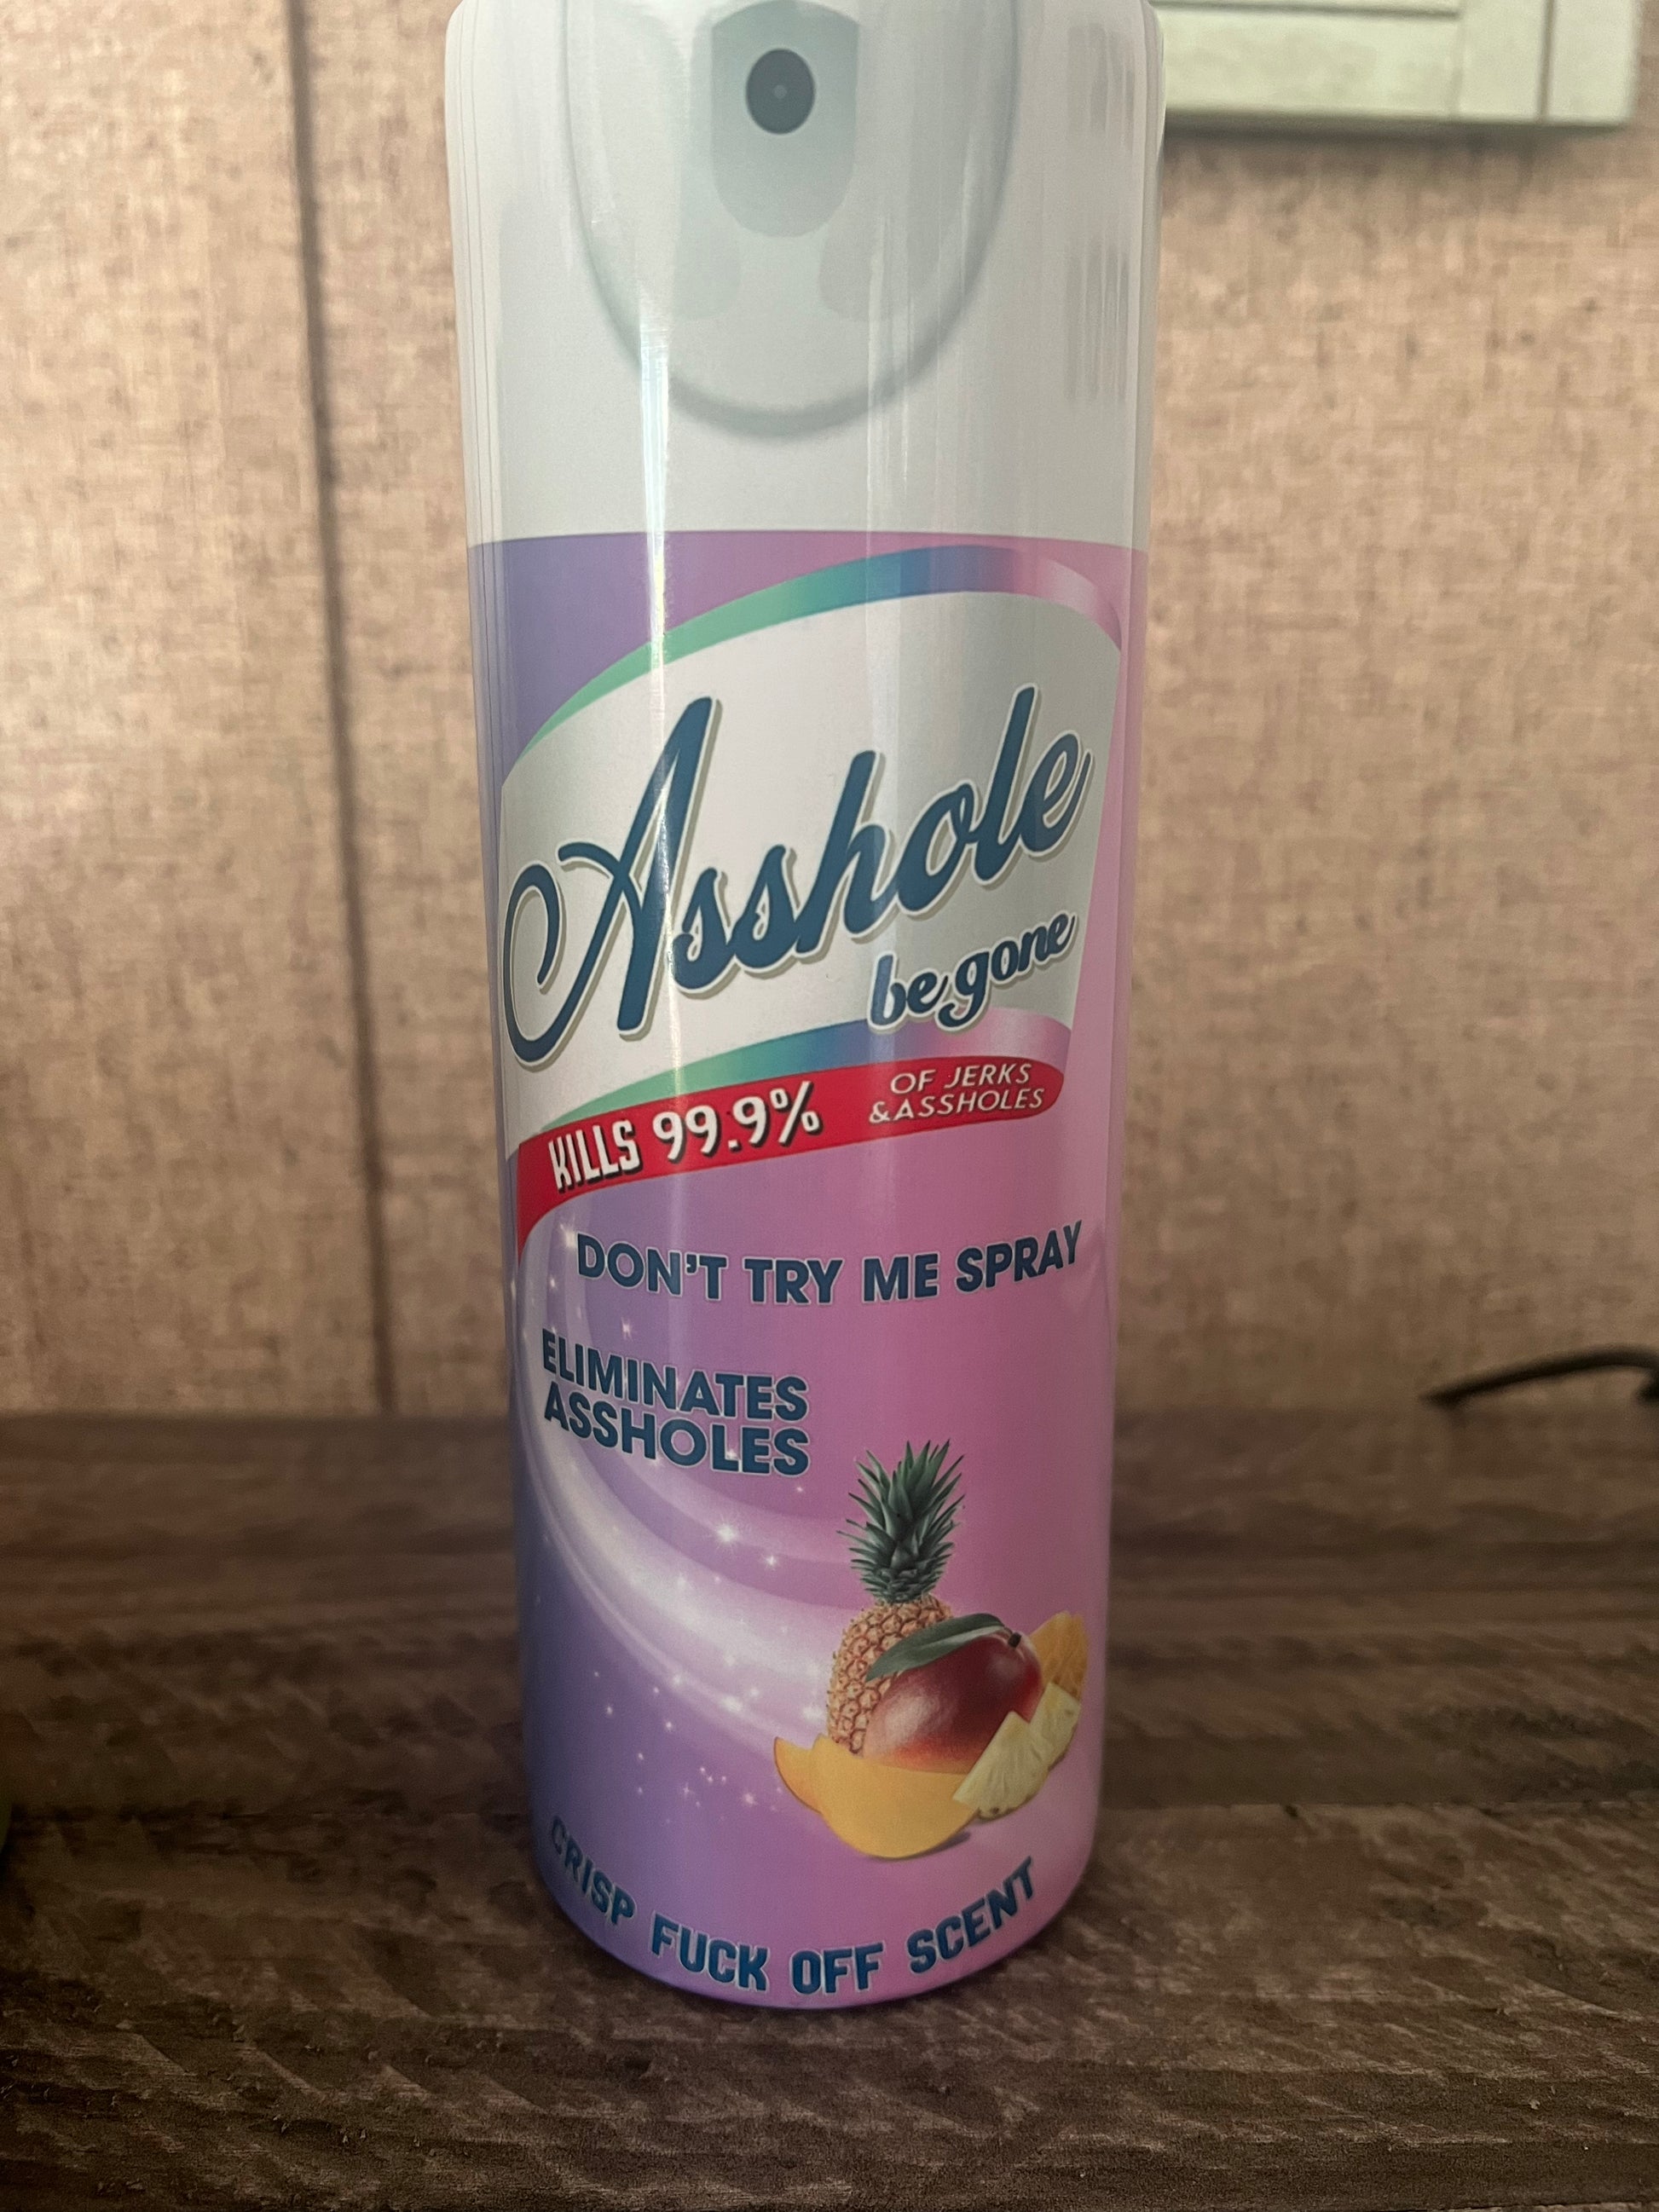 Asshole
be gone
KILLS 99.9%
OF JERKS
&ASSHOLES
DON'T TRY ME SPRAY
ELIMINATES
ASSHOLES
CRISP FUCK OFF SCENT